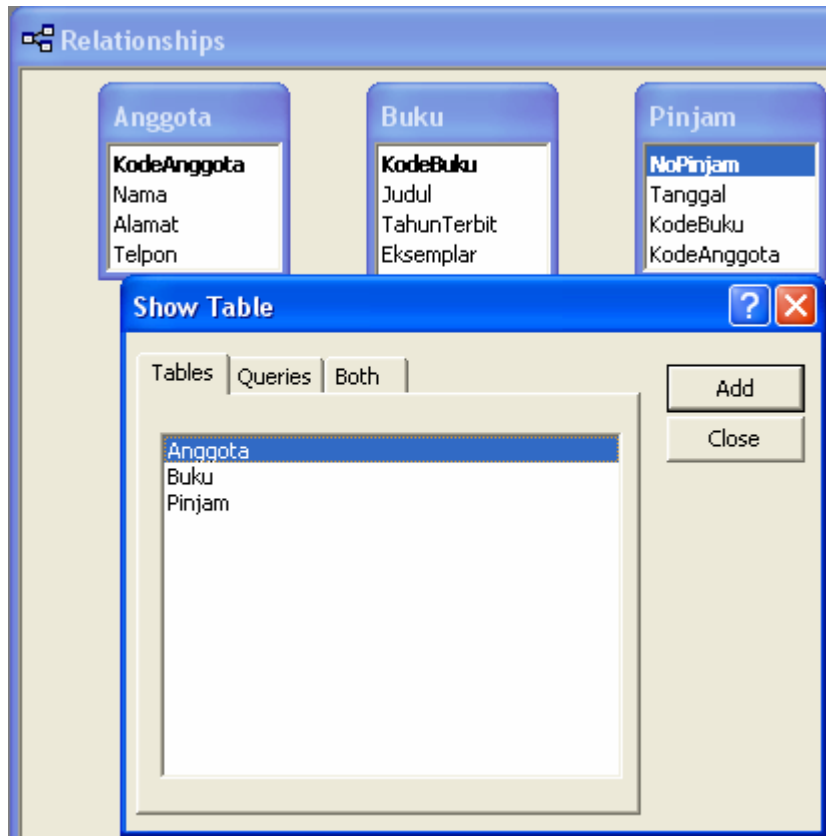 Relationships
Anggota
KodeAnggota
Nama
Alamat
Telpon
Buku
KodeBuku
Judul
TahunTerbit
Eksemplar
Pinjam
NoPinjam
Tanggal
KodeBuku
KodeAnggota
Show Table
Tables Queries Both
Anggota
Buku
Pinjam
Add
Close